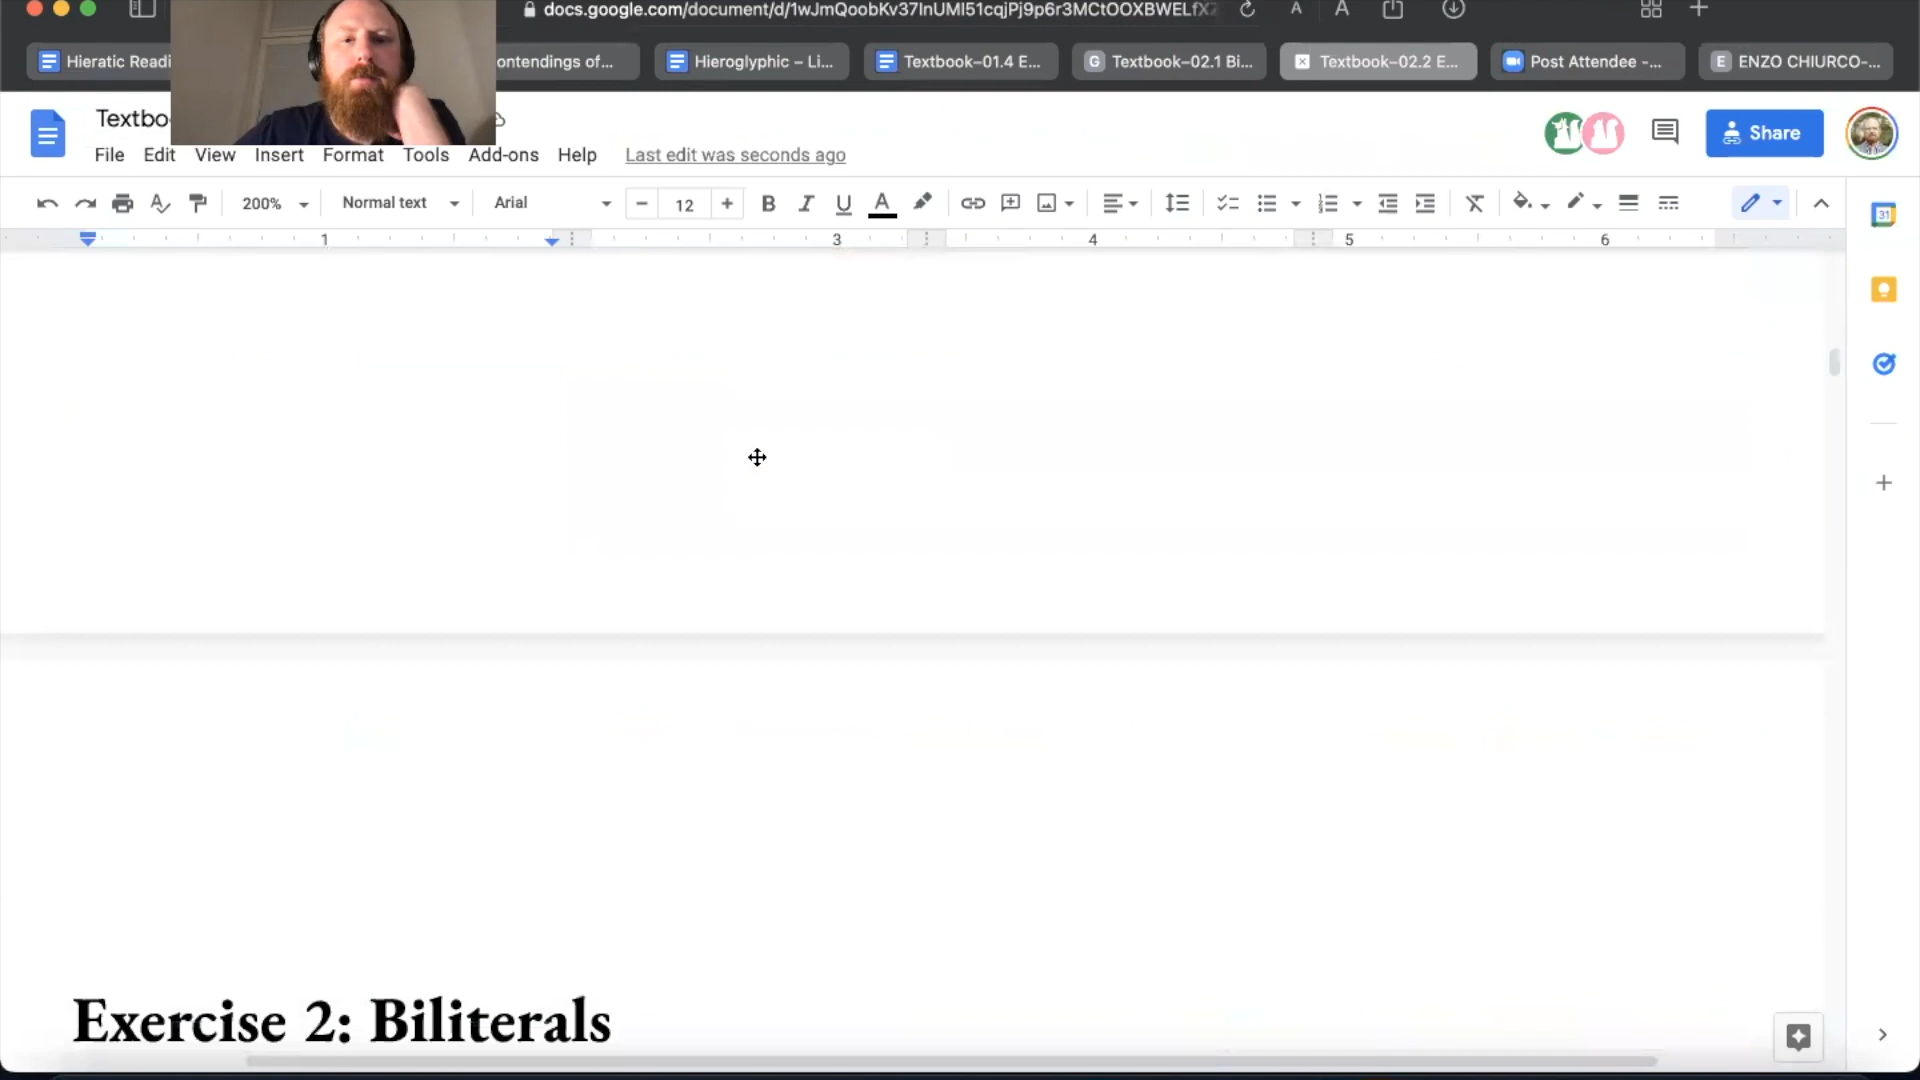 docs.google.com/document/d/1wJmQoobKv37lnUMl51cqjPj9p6r3MCtOOXBWELfXZ
A
A
Hieratic Readi
ontendings of...
Hieroglyphic – Li...
Textbook–01.4 E...
Textbook–02.1 Bi...
Textbook–02.2 E...
Post Attendee -...
ENZO CHIURCO-...
Textbo
Share
File Edit View Insert Format Tools Add-ons Help Last edit was seconds ago
200% Normal text Arial 12
1 3 4 5 6
31
Exercise 2: Biliterals